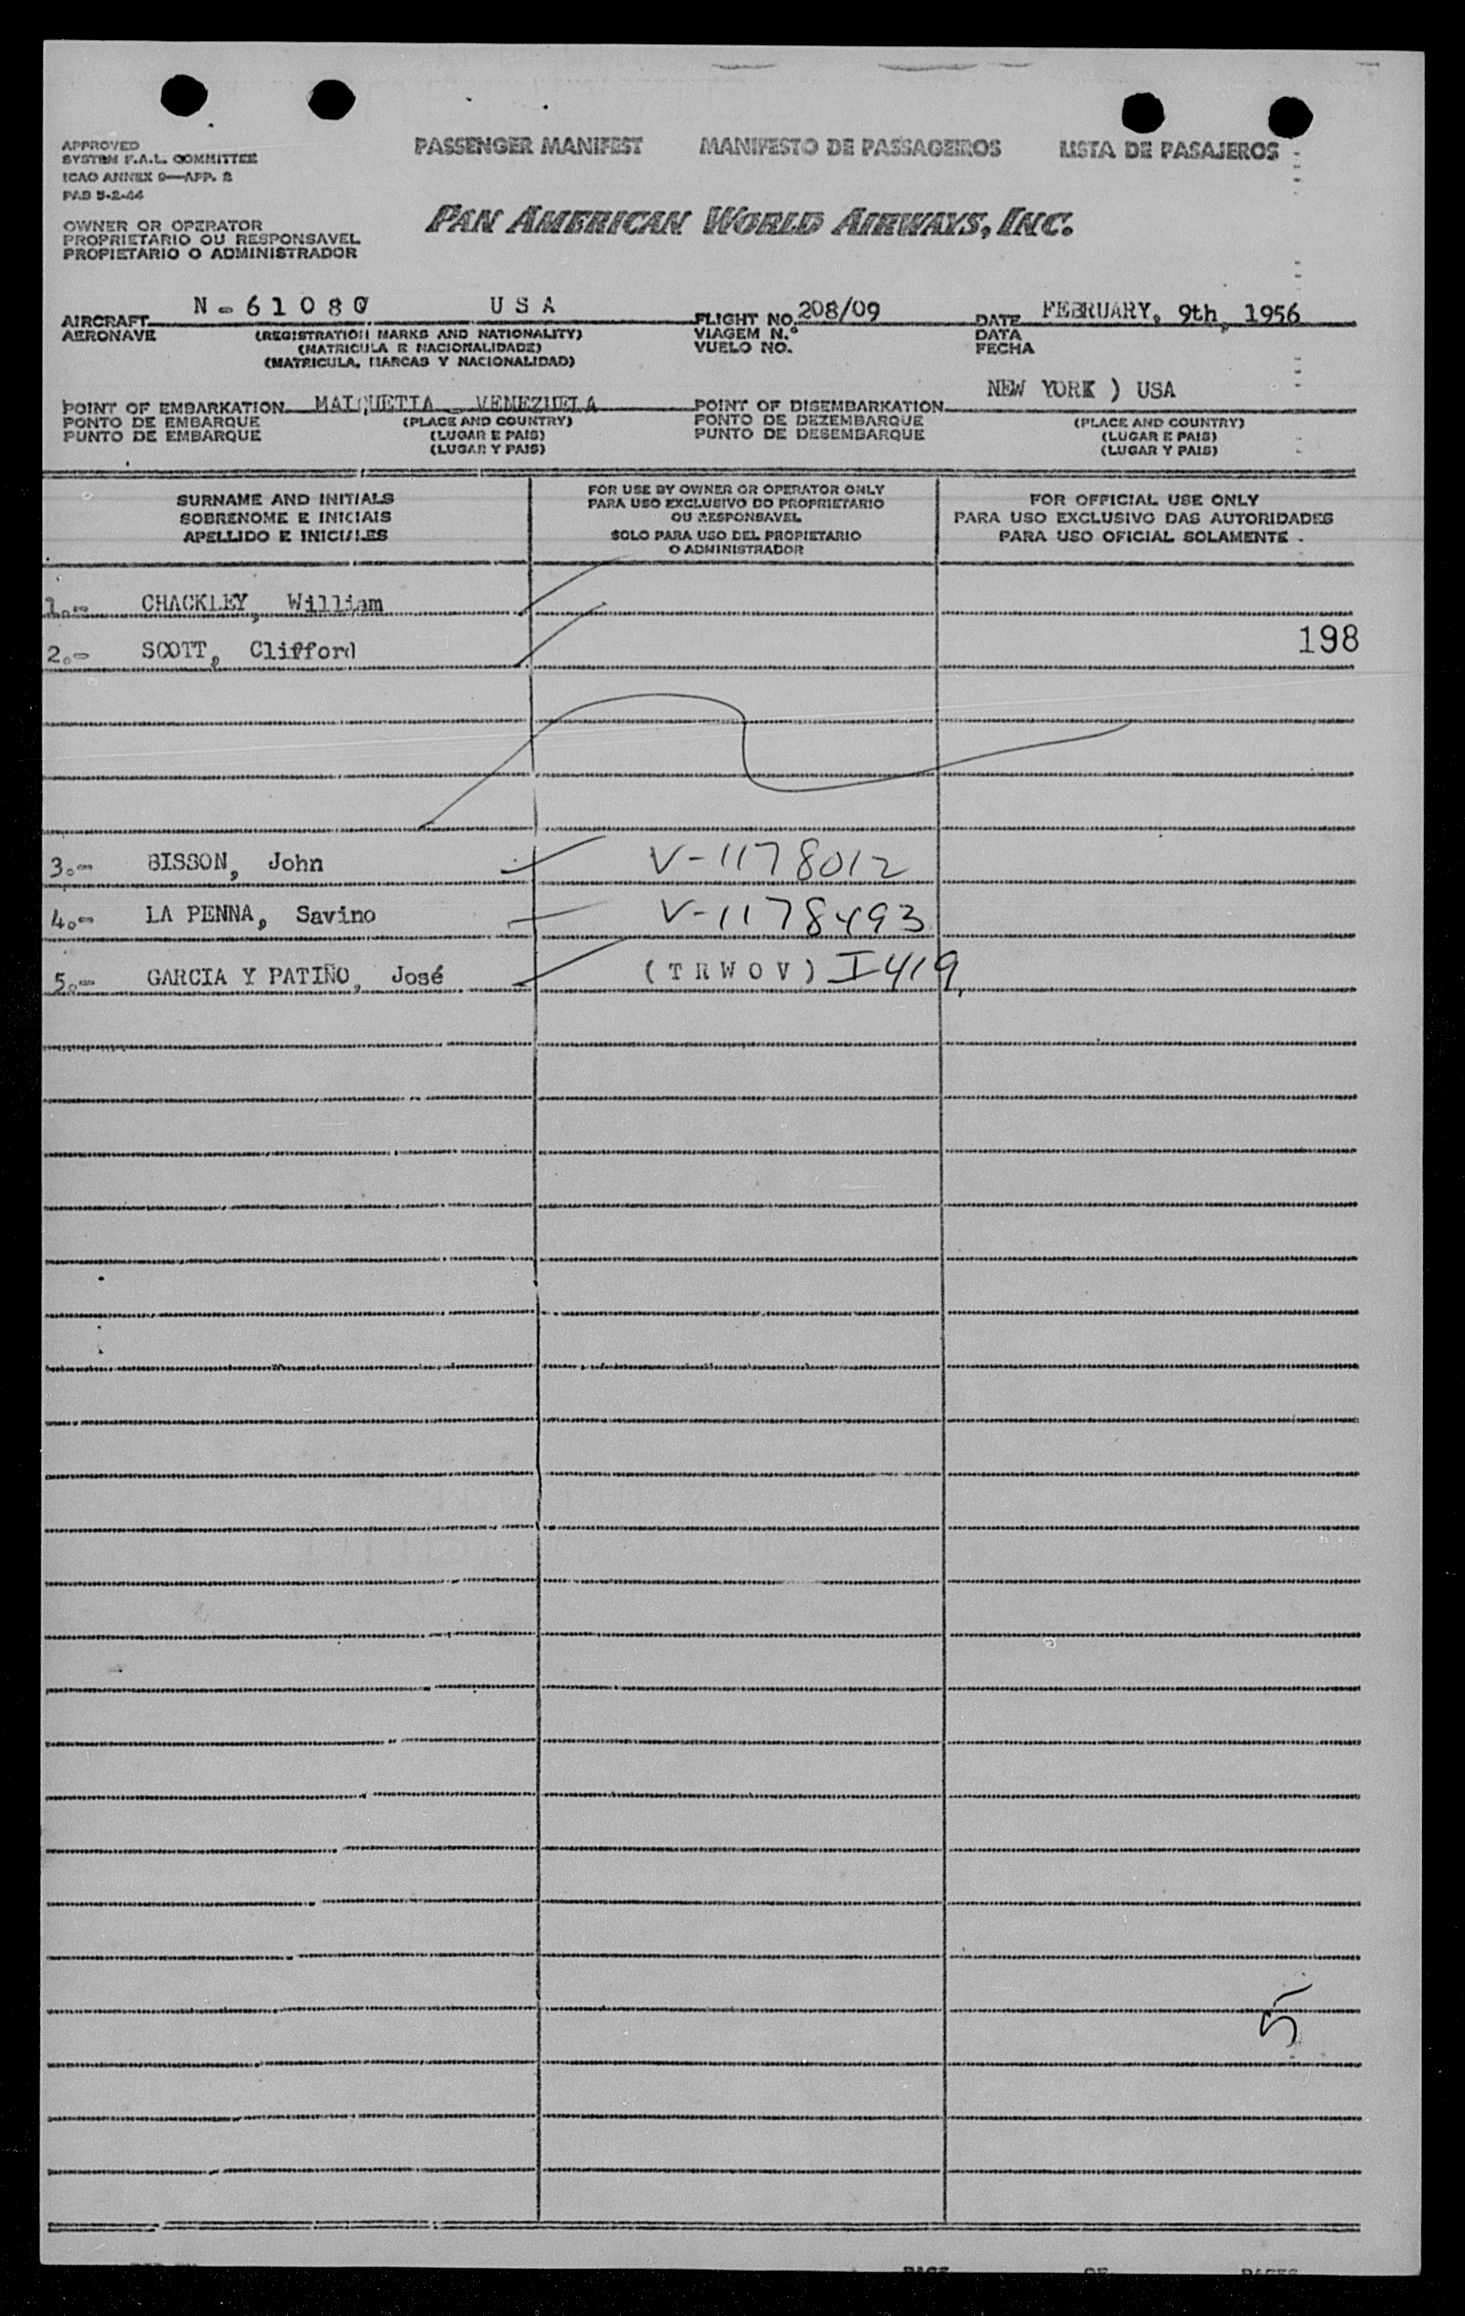 APPROVED
SYSTEM F.A.L. COMMITTEE
ICAO ANNEX 9—APP. 2
PAB 5-2-44
PASSENGER MANIFEST MANIFESTO DE PASSAGEIROS LISTA DE PASAJEROS
OWNER OR OPERATOR
PROPRIETARIO OU RESPONSAVEL
PROPIETARIO O ADMINISTRADOR
PAN AMERICAN WORLD AIRWAYS, INC.
AIRCRAFT N-61080 USA FLIGHT NO. 208/09 DATE FEBRUARY, 9th, 1956
AERONAVE (REGISTRATION MARKS AND NATIONALITY) VIAGEM N.º DATA
(MATRICULA E NACIONALIDADE) VUELO NO. FECHA
(MATRICULA, MARCAS Y NACIONALIDAD)
POINT OF EMBARKATION MAIQUETIA - VENEZUELA POINT OF DISEMBARKATION NEW YORK ) USA
PONTO DE EMBARQUE (PLACE AND COUNTRY) PONTO DE DEZEMBARQUE (PLACE AND COUNTRY)
PUNTO DE EMBARQUE (LUGAR E PAIS) PUNTO DE DESEMBARQUE (LUGAR E PAIS)
(LUGAR Y PAIS) (LUGAR Y PAIS)
SURNAME AND INITIALS
SOBRENOME E INICIAIS
APELLIDO E INICIALES
FOR USE BY OWNER OR OPERATOR ONLY
PARA USO EXCLUSIVO DO PROPRIETARIO
OU RESPONSAVEL
SOLO PARA USO DEL PROPIETARIO
O ADMINISTRADOR
FOR OFFICIAL USE ONLY
PARA USO EXCLUSIVO DAS AUTORIDADES
PARA USO OFICIAL SOLAMENTE .
1.- CHACKLEY, William
2.- SCOTT, Clifford 198
3.- BISSON, John V-1178012
4.- LA PENNA, Savino V-1178493
5.- GARCIA Y PATIÑO, José (TRWOV) I419
5
PAGE OF PAGES